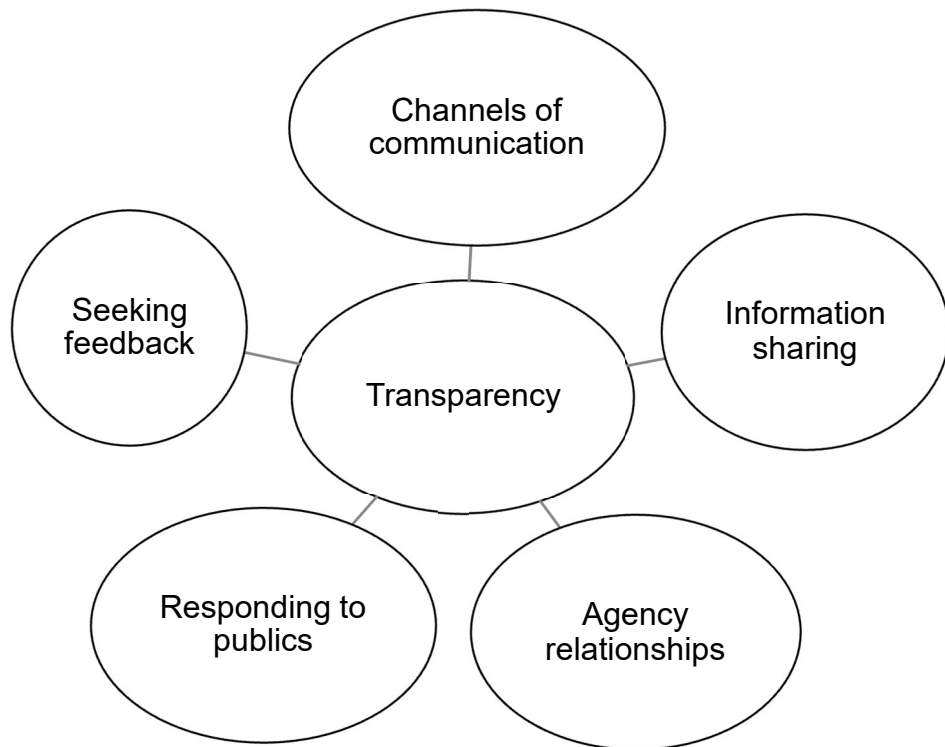 Channels of
communication
Seeking
feedback
Information
sharing
Transparency
Responding to
publics
Agency
relationships